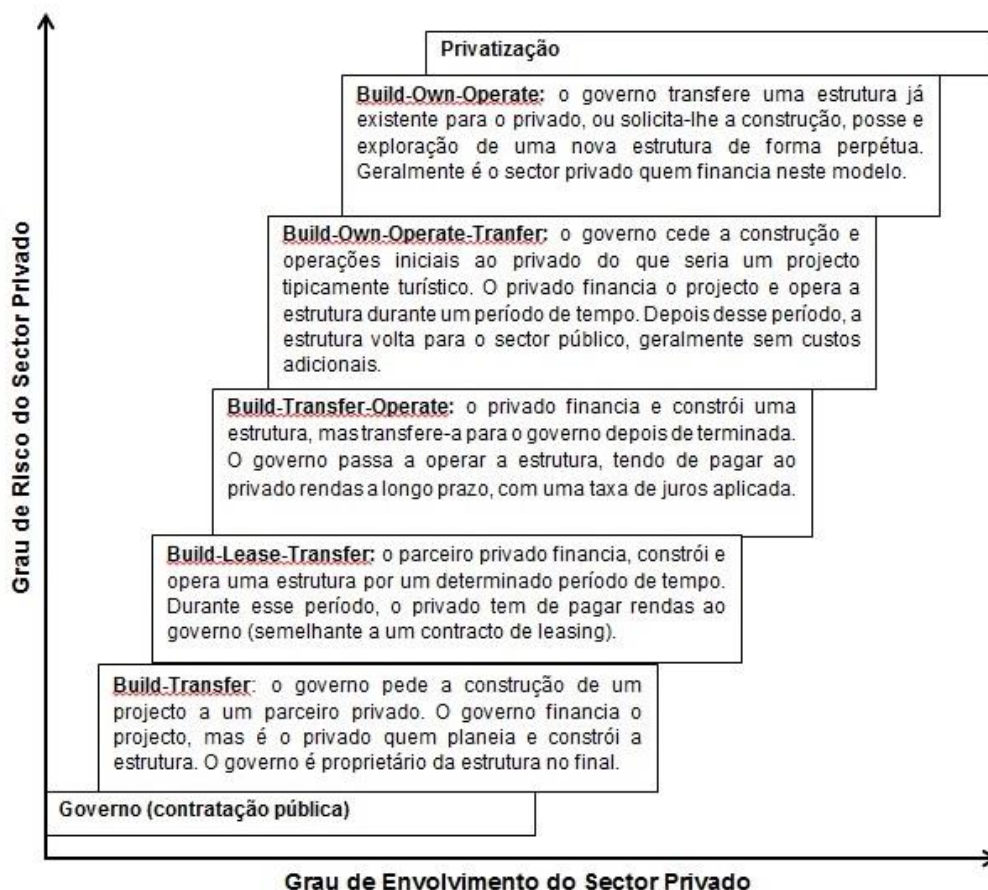 Privatização
Build-Own-Operate: o governo transfere uma estrutura já
existente para o privado, ou solicita-lhe a construção, posse e
exploração de uma nova estrutura de forma perpétua.
Geralmente é o sector privado quem financia neste modelo.
Build-Own-Operate-Tranfer: o governo cede a construção e
operações iniciais ao privado do que seria um projecto
tipicamente turístico. O privado financia o projecto e opera a
estrutura durante um período de tempo. Depois desse período, a
estrutura volta para o sector público, geralmente sem custos
adicionais.
Build-Transfer-Operate: o privado financia e constrói uma
estrutura, mas transfere-a para o governo depois de terminada.
O governo passa a operar a estrutura, tendo de pagar ao
privado rendas a longo prazo, com uma taxa de juros aplicada.
Build-Lease-Transfer: o parceiro privado financia, constrói e
opera uma estrutura por um determinado período de tempo.
Durante esse período, o privado tem de pagar rendas ao
governo (semelhante a um contracto de leasing).
Build-Transfer: o governo pede a construção de um
projecto a um parceiro privado. O governo financia o
projecto, mas é o privado quem planeia e constrói a
estrutura. O governo é proprietário da estrutura no final.
Governo (contratação pública)
Grau de Risco do Sector Privado
Grau de Envolvimento do Sector Privado